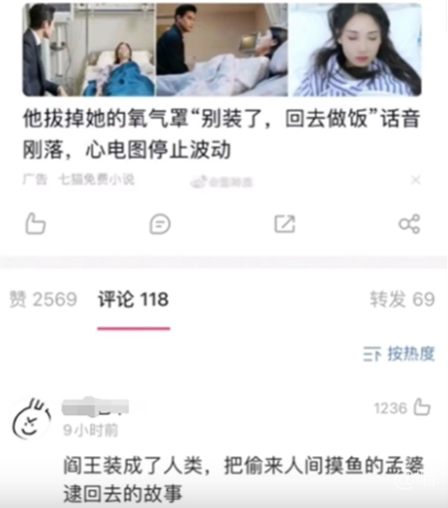 他拔掉她的氧气罩“别装了，回去做饭”话音
刚落，心电图停止波动
广告 七猫免费小说
赞 2569 评论 118 转发 69
按热度
1236
9小时前
阎王装成了人类，把偷来人间摸鱼的孟婆
逮回去的故事